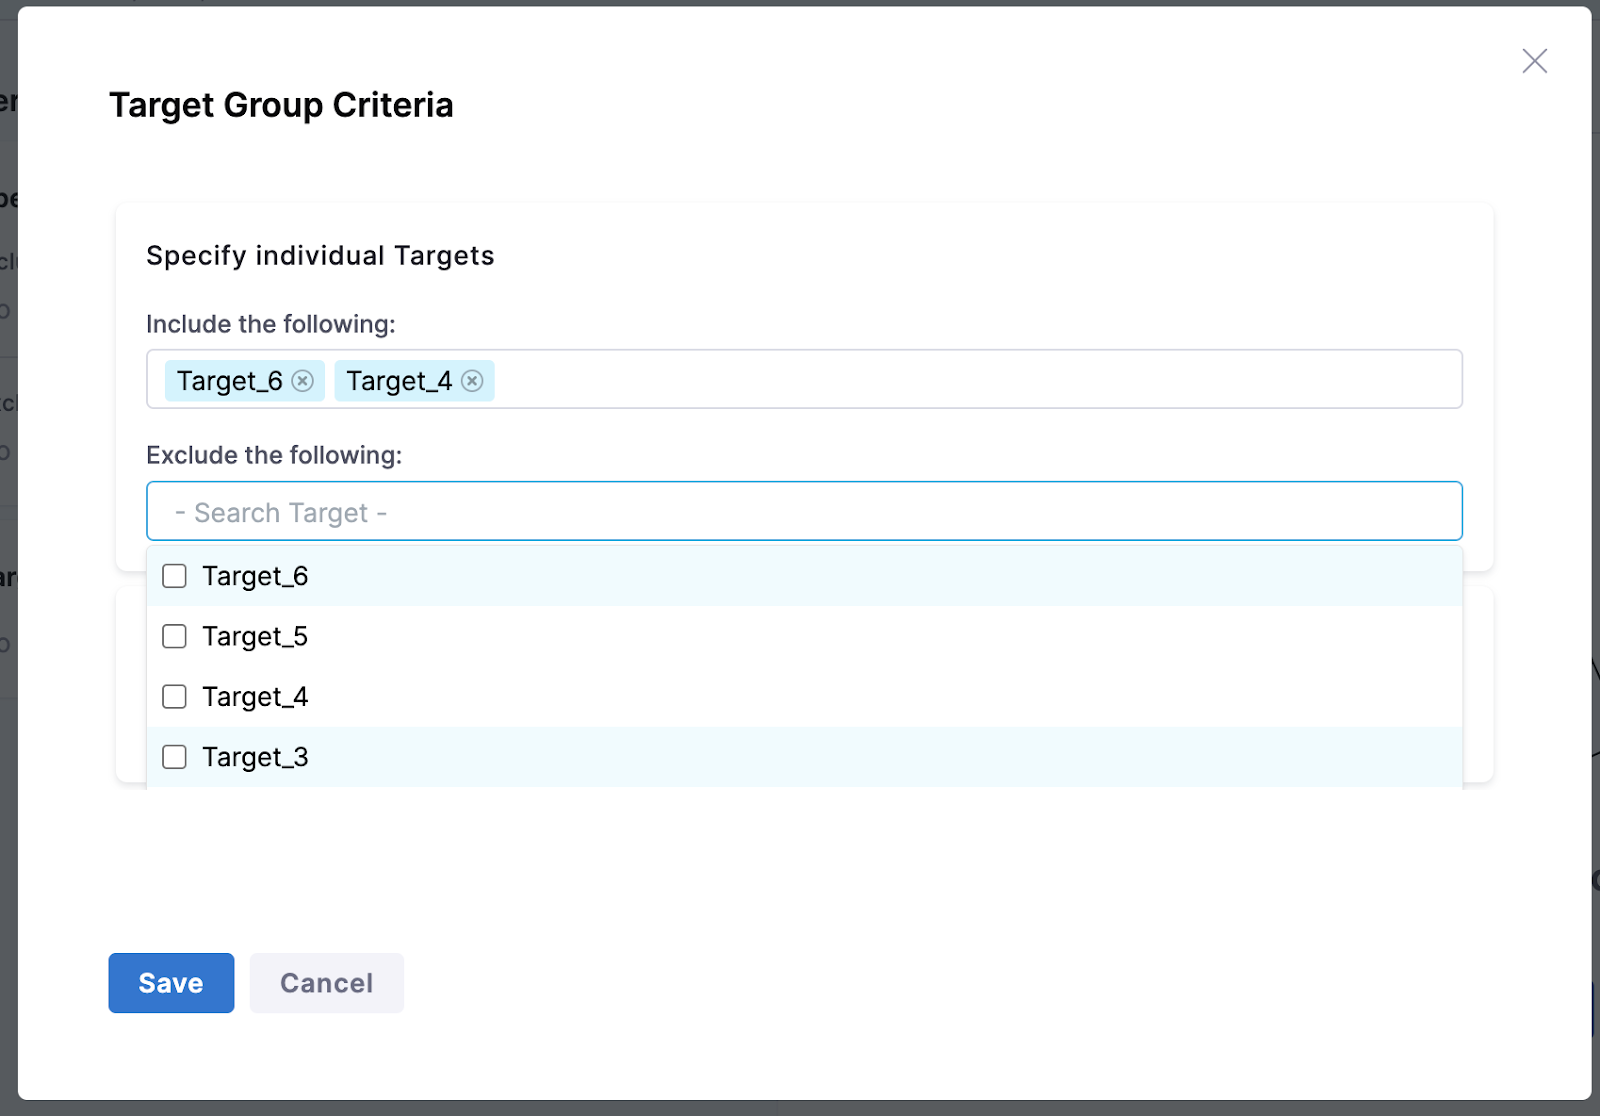 Target Group Criteria
Specify individual Targets
Include the following:
Target_6 Target_4
Exclude the following:
- Search Target -
Target_6
Target_5
Target_4
Target_3
Save Cancel